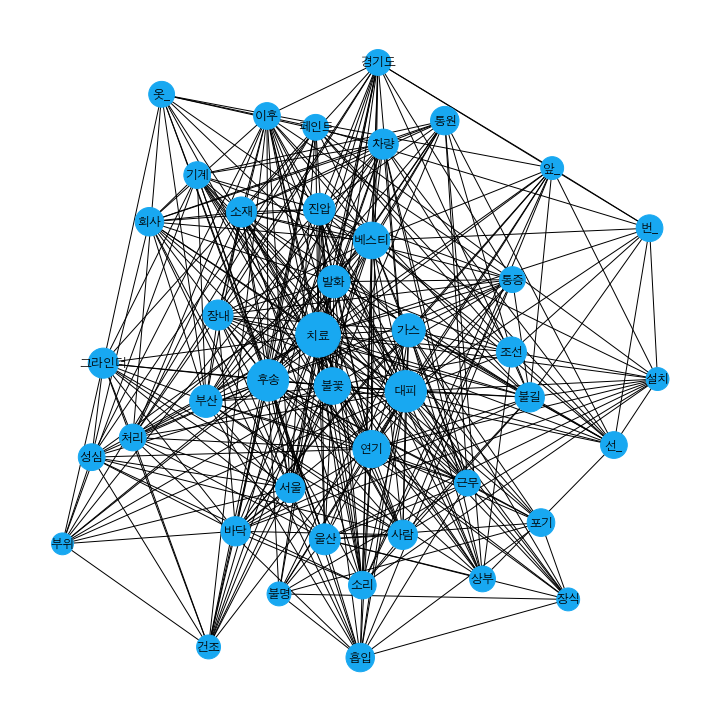 경기도
옷_
이후
페인트
통원
차량
앞_
기계
소재
진압
회사
번_
베스티
발화
통증
장내
치료
가스
조선
그라인더
후송
불꽃
대피
설치
부산
불길
처리
연기
선_
성심
서울
근무
포기
바닥
울산
사람
부위
상부
소리
불명
장식
건조
흡입